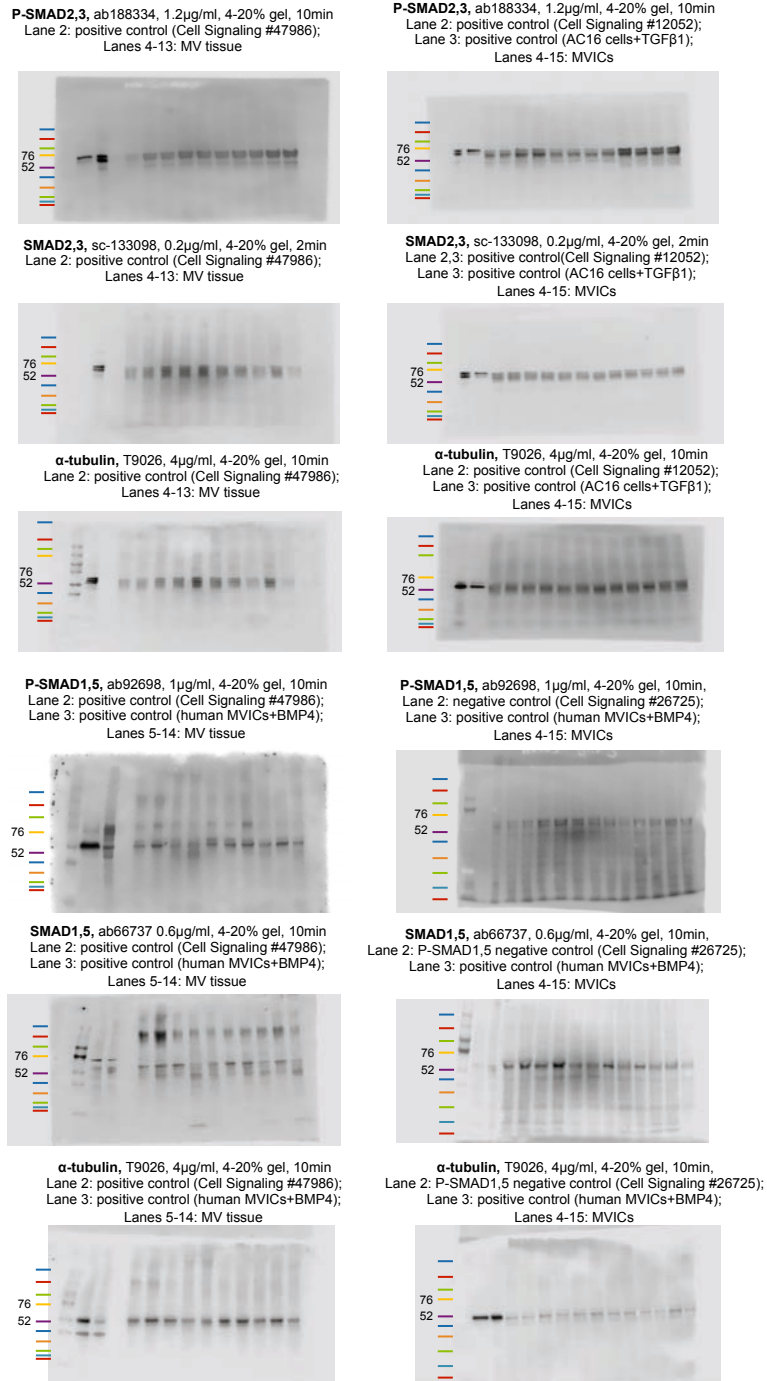 P-SMAD2,3, ab188334, 1.2µg/ml, 4-20% gel, 10min
Lane 2: positive control (Cell Signaling #47986);
Lanes 4-13: MV tissue
76
52
P-SMAD2,3, ab188334, 1.2µg/ml, 4-20% gel, 10min
Lane 2: positive control (Cell Signaling #12052);
Lane 3: positive control (AC16 cells+TGFβ1);
Lanes 4-15: MVICs
76
52
SMAD2,3, sc-133098, 0.2µg/ml, 4-20% gel, 2min
Lane 2: positive control (Cell Signaling #47986);
Lanes 4-13: MV tissue
76
52
SMAD2,3, sc-133098, 0.2µg/ml, 4-20% gel, 2min
Lane 2,3: positive control(Cell Signaling #12052);
Lane 3: positive control (AC16 cells+TGFβ1);
Lanes 4-15: MVICs
76
52
α-tubulin, T9026, 4µg/ml, 4-20% gel, 10min
Lane 2: positive control (Cell Signaling #47986);
Lanes 4-13: MV tissue
76
52
α-tubulin, T9026, 4µg/ml, 4-20% gel, 10min
Lane 2: positive control (Cell Signaling #12052);
Lane 3: positive control (AC16 cells+TGFβ1);
Lanes 4-15: MVICs
76
52
P-SMAD1,5, ab92698, 1µg/ml, 4-20% gel, 10min
Lane 2: positive control (Cell Signaling #47986);
Lane 3: positive control (human MVICs+BMP4);
Lanes 5-14: MV tissue
76
52
P-SMAD1,5, ab92698, 1µg/ml, 4-20% gel, 10min,
Lane 2: negative control (Cell Signaling #26725);
Lane 3: positive control (human MVICs+BMP4);
Lanes 4-15: MVICs
76
52
SMAD1,5, ab66737 0.6µg/ml, 4-20% gel, 10min
Lane 2: positive control (Cell Signaling #47986);
Lane 3: positive control (human MVICs+BMP4);
Lanes 5-14: MV tissue
76
52
SMAD1,5, ab66737, 0.6µg/ml, 4-20% gel, 10min,
Lane 2: P-SMAD1,5 negative control (Cell Signaling #26725);
Lane 3: positive control (human MVICs+BMP4);
Lanes 4-15: MVICs
76
52
α-tubulin, T9026, 4µg/ml, 4-20% gel, 10min
Lane 2: positive control (Cell Signaling #47986);
Lane 3: positive control (human MVICs+BMP4);
Lanes 5-14: MV tissue
76
52
α-tubulin, T9026, 4µg/ml, 4-20% gel, 10min,
Lane 2: P-SMAD1,5 negative control (Cell Signaling #26725);
Lane 3: positive control (human MVICs+BMP4);
Lanes 4-15: MVICs
76
52